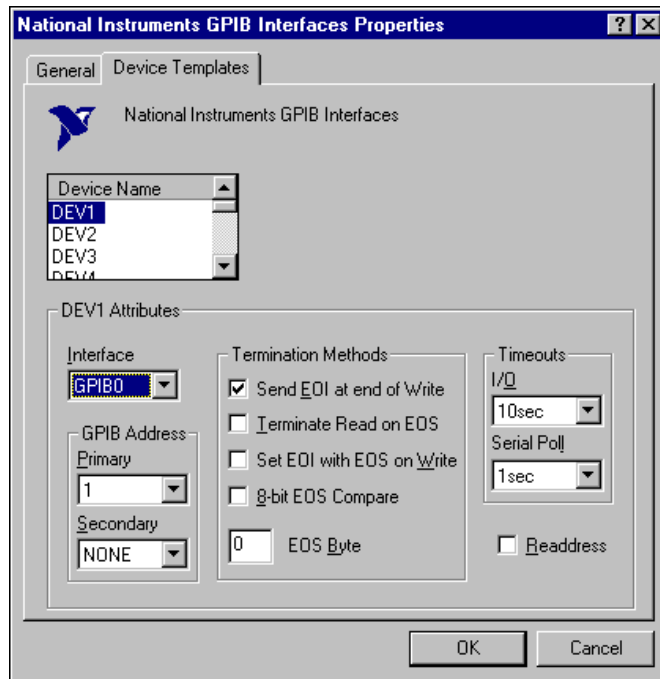 National Instruments GPIB Interfaces Properties
General
Device Templates
National Instruments GPIB Interfaces
Device Name
DEV1
DEV2
DEV3
DEV4
DEV1 Attributes
Interface
GPIB0
GPIB Address
Primary
1
Secondary
NONE
Termination Methods
Send EOI at end of Write
Terminate Read on EOS
Set EOI with EOS on Write
8-bit EOS Compare
0 EOS Byte
Timeouts
I/O
10sec
Serial Poll
1sec
Readdress
OK
Cancel